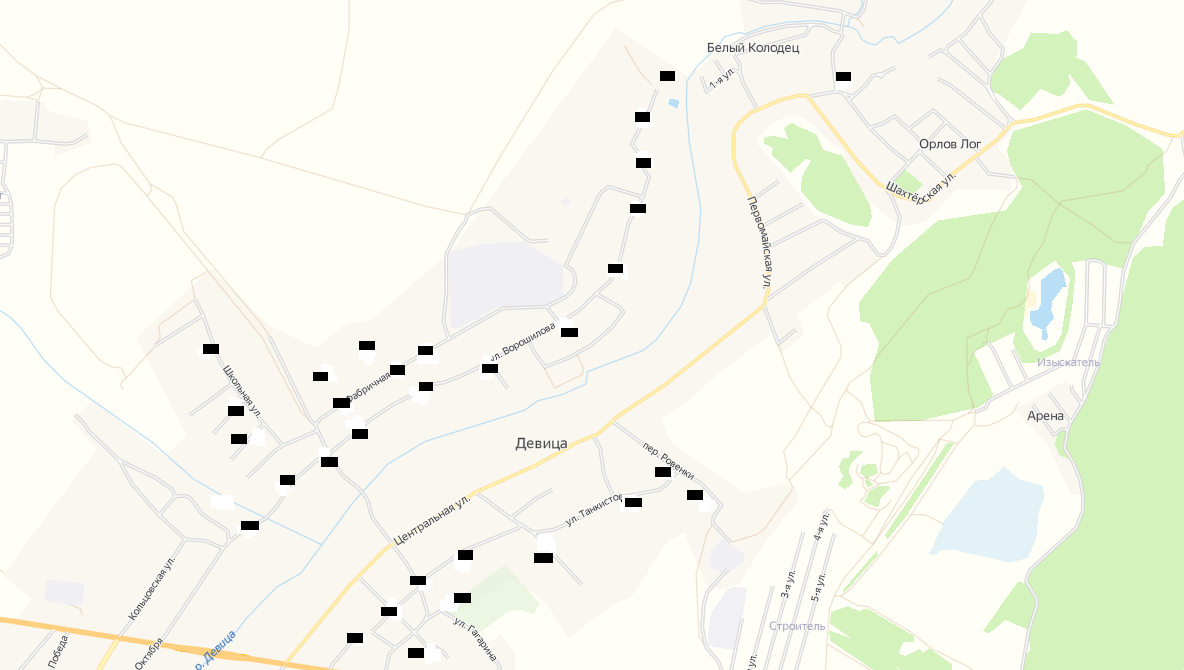 Белый Колодец
1-я ул.
Орлов Лог
Шахтёрская ул.
Первомайская ул.
ул. Ворошилова
Изыскатель
Фабричная
Школьная ул.
Арена
Девица
пер. Ровенки
ул. Танкистов
Центральная ул.
4-я ул.
3-я ул.
5-я ул.
Кольцовская ул.
ул. Гагарина
Строитель
р. Девица
Победа
Октября
ул.